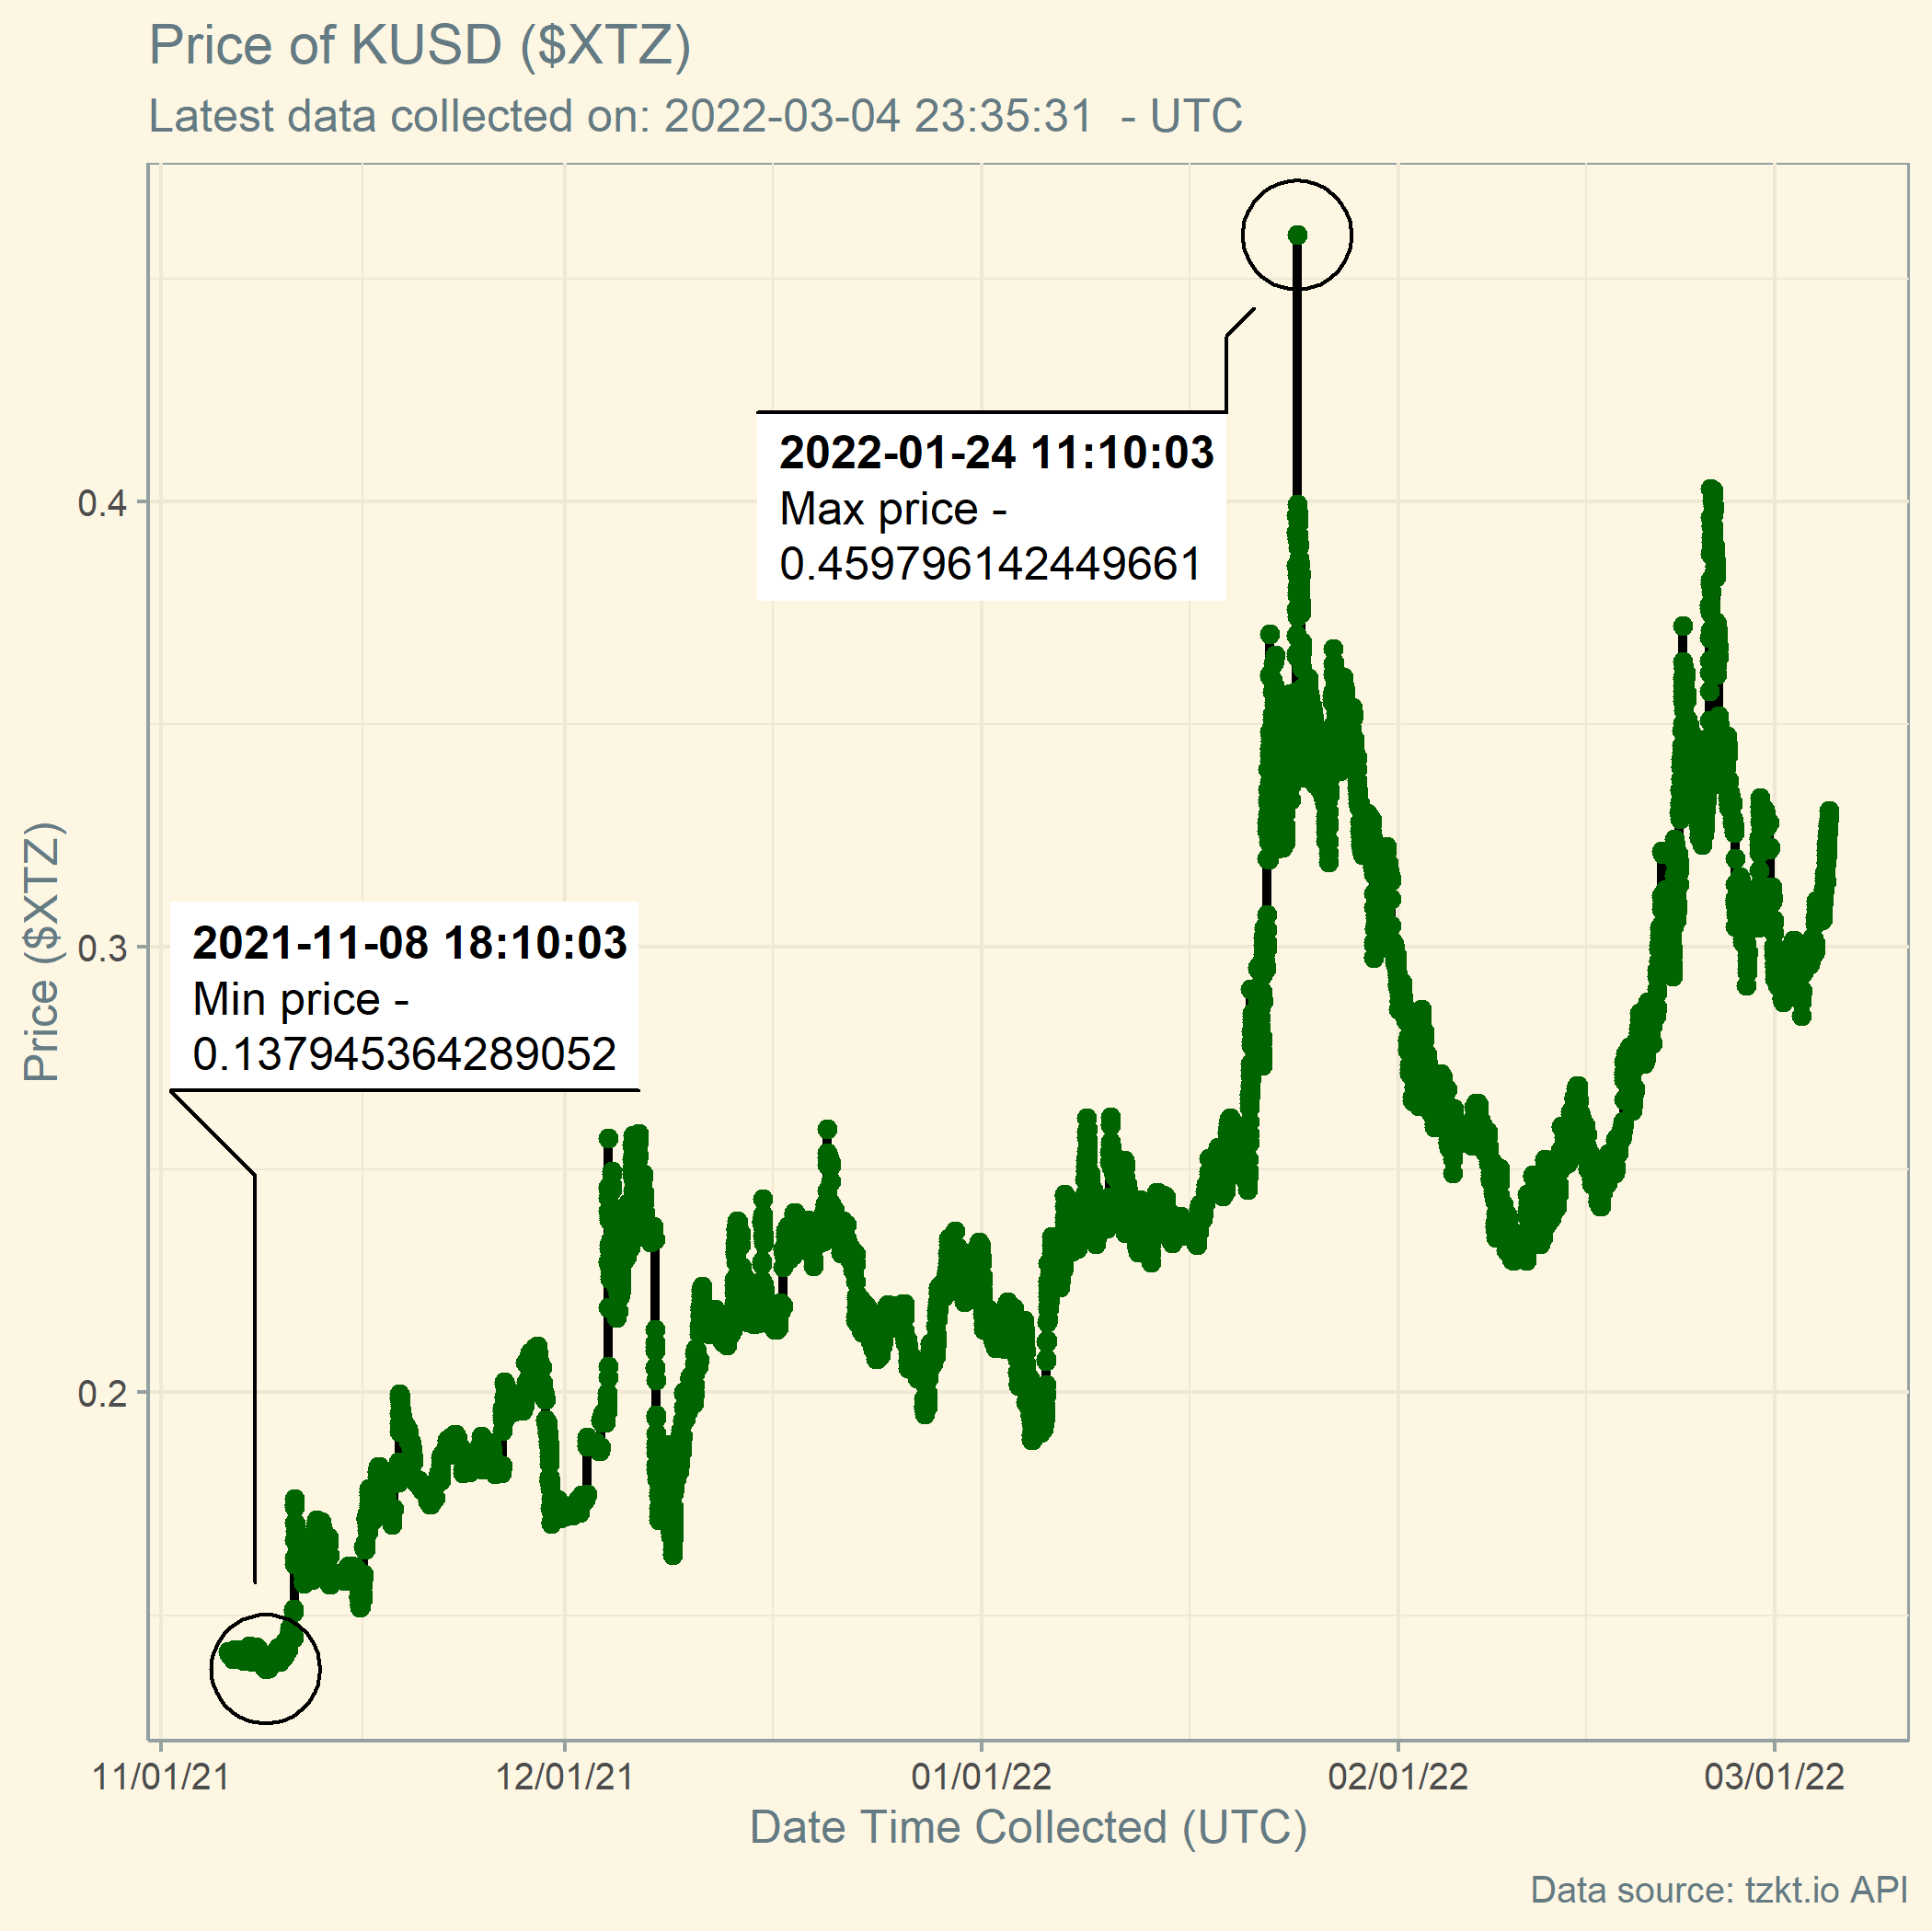 Price of KUSD ($XTZ)
Latest data collected on: 2022-03-04 23:35:31  - UTC
2022-01-24 11:10:03
Max price -
0.459796142449661
2021-11-08 18:10:03
Min price -
0.137945364289052
Price ($XTZ)
0.4
0.3
0.2
11/01/21
12/01/21
01/01/22
02/01/22
03/01/22
Date Time Collected (UTC)
Data source: tzkt.io API